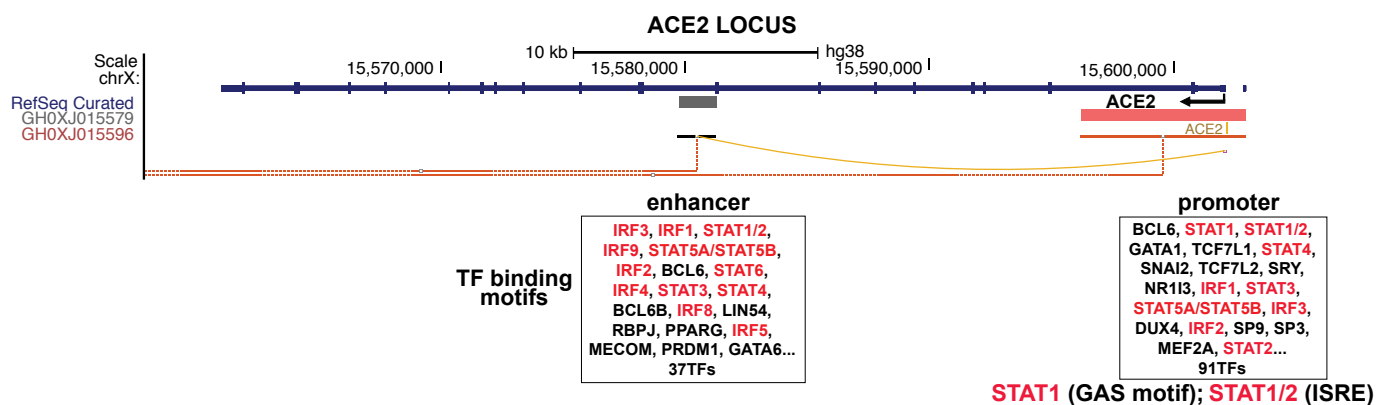 ACE2 LOCUS
Scale
10 kb
hg38
chrX:
15,570,000
15,580,000
15,590,000
15,600,000
RefSeq Curated
ACE2
GH0XJ015579
GH0XJ015596
ACE2
enhancer
promoter
TF binding
motifs
IRF3, IRF1, STAT1/2,
IRF9, STAT5A/STAT5B,
IRF2, BCL6, STAT6,
IRF4, STAT3, STAT4,
BCL6B, IRF8, LIN54,
RBPJ, PPARG, IRF5,
MECOM, PRDM1, GATA6...
37TFs
BCL6, STAT1, STAT1/2,
GATA1, TCF7L1, STAT4,
SNAI2, TCF7L2, SRY,
NR1I3, IRF1, STAT3,
STAT5A/STAT5B, IRF3,
DUX4, IRF2, SP9, SP3,
MEF2A, STAT2...
91TFs
STAT1 (GAS motif); STAT1/2 (ISRE)